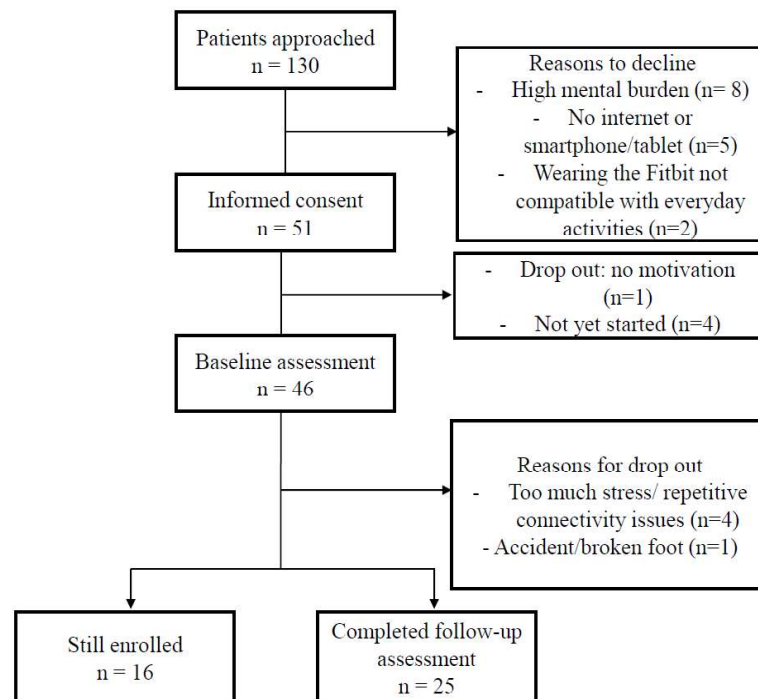 Patients approached
n = 130
Reasons to decline
- High mental burden (n= 8)
- No internet or
smartphone/tablet (n=5)
- Wearing the Fitbit not
compatible with everyday
activities (n=2)
Informed consent
n = 51
- Drop out: no motivation
(n=1)
- Not yet started (n=4)
Baseline assessment
n = 46
Reasons for drop out
- Too much stress/ repetitive
connectivity issues (n=4)
- Accident/broken foot (n=1)
Still enrolled
n = 16
Completed follow-up
assessment
n = 25